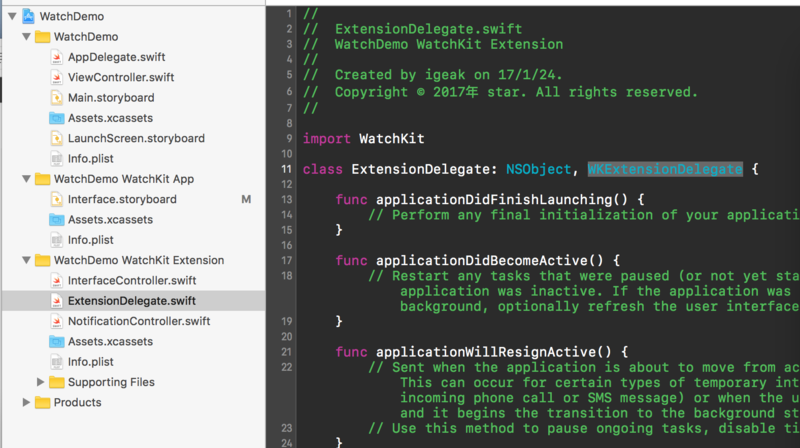 WatchDemo
WatchDemo
AppDelegate.swift
ViewController.swift
Main.storyboard
Assets.xcassets
LaunchScreen.storyboard
Info.plist
WatchDemo WatchKit App
Interface.storyboard M
Assets.xcassets
Info.plist
WatchDemo WatchKit Extension
InterfaceController.swift
ExtensionDelegate.swift
NotificationController.swift
Assets.xcassets
Info.plist
Supporting Files
Products
1 //
2 // ExtensionDelegate.swift
3 // WatchDemo WatchKit Extension
4 //
5 // Created by igeak on 17/1/24.
6 // Copyright © 2017年 star. All rights reserved.
7 //
8
9 import WatchKit
10
11 class ExtensionDelegate: NSObject, WKExtensionDelegate {
12
13 func applicationDidFinishLaunching() {
14 // Perform any final initialization of your applicati
15 }
16
17 func applicationDidBecomeActive() {
18 // Restart any tasks that were paused (or not yet sta
application was inactive. If the application was
background, optionally refresh the user interface
19 }
20
21 func applicationWillResignActive() {
22 // Sent when the application is about to move from ac
This can occur for certain types of temporary int
incoming phone call or SMS message) or when the u
and it begins the transition to the background st
23 // Use this method to pause ongoing tasks, disable ti
24 }